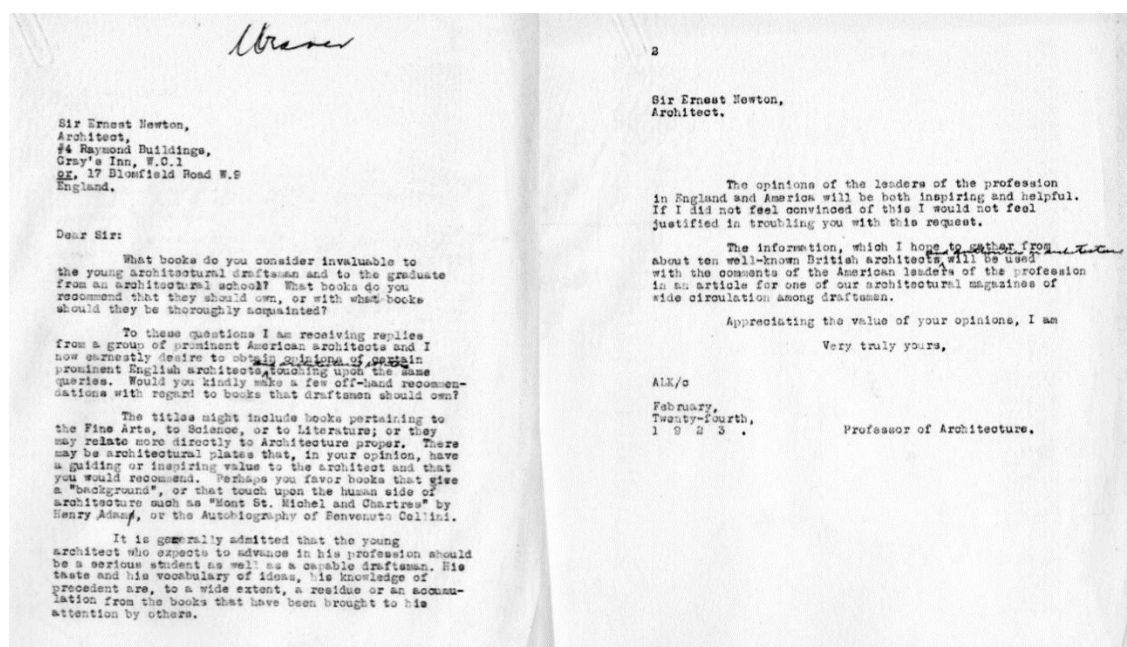 Weaver
Sir Ernest Newton,
Architect,
#4 Raymond Buildings,
Gray's Inn, W.C.1
or, 17 Blomfield Road W.9
England.
Dear Sir:
What books do you consider invaluable to
the young architectural draftsman and to the graduate
from an architectural school? What books do you
recommend that they should own, or with what books
should they be thoroughly acquainted?
To these questions I am receiving replies
from a group of prominent American architects and I
now earnestly desire to obtain opinions of certain
prominent English architects touching upon the same
queries. Would you kindly make a few off-hand recommen-
dations with regard to books that draftsmen should own?
The titles might include books pertaining to
the Fine Arts, to Science, or to Literature; or they
may relate more directly to Architecture proper. There
may be architectural plates that, in your opinion, have
a guiding or inspiring value to the architect and that
you would recommend. Perhaps you favor books that give
a "background", or that touch upon the human side of
architecture such as "Mont St. Michel and Chartres" by
Henry Adams, or the Autobiography of Benvenuto Cellini.
It is generally admitted that the young
architect who expects to advance in his profession should
be a serious student as well as a capable draftsman. His
taste and his vocabulary of ideas, his knowledge of
precedent are, to a wide extent, a residue or an accumu-
lation from the books that have been brought to his
attention by others.
2
Sir Ernest Newton,
Architect.
The opinions of the leaders of the profession
in England and America will be both inspiring and helpful.
If I did not feel convinced of this I would not feel
justified in troubling you with this request.
The information, which I hope to gather from
about ten well-known British architects, will be used
with the comments of the American leaders of the profession
in an article for one of our architectural magazines of
wide circulation among draftsmen.
Appreciating the value of your opinions, I am
Very truly yours,
ALK/c
February,
Twenty-fourth,
1 9 2 3 .
Professor of Architecture.